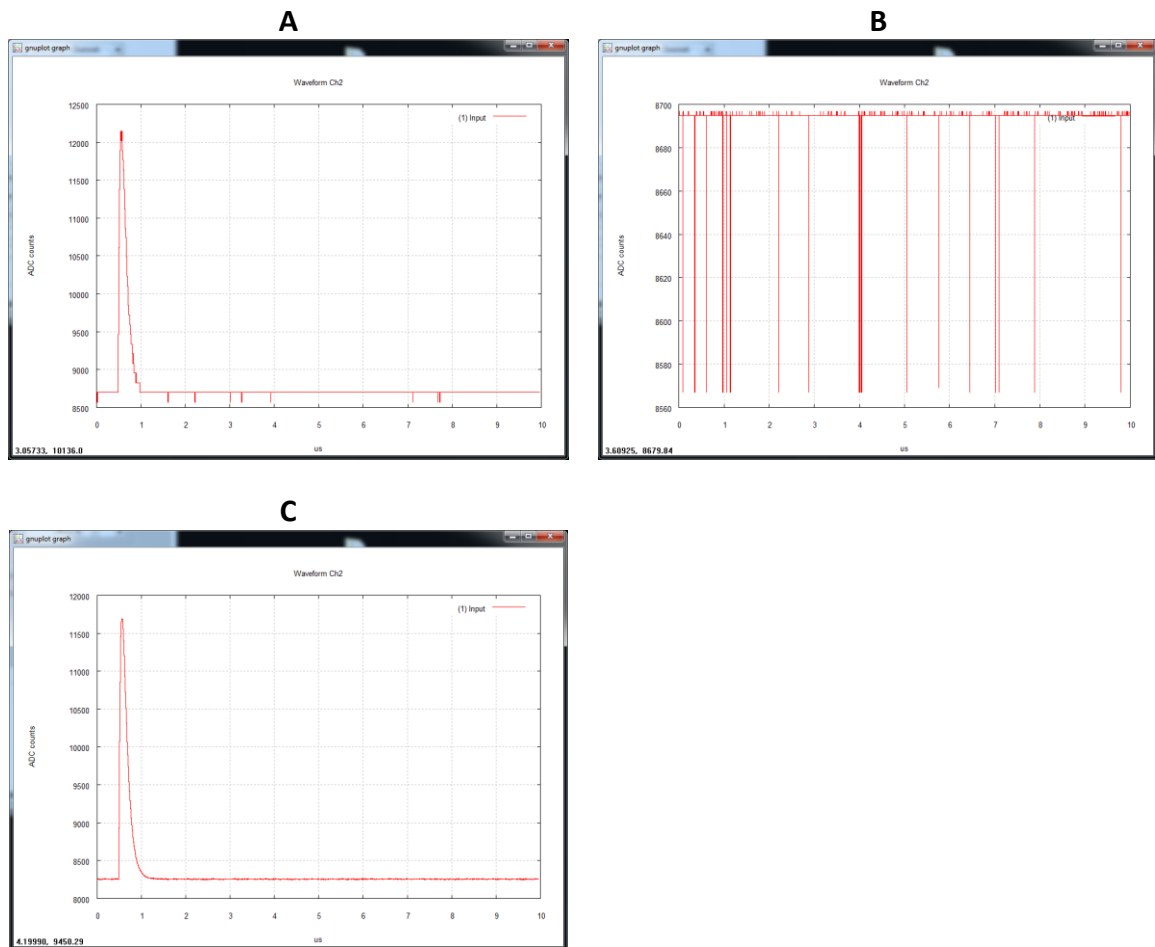 A
gnuplot graph
Waveform Ch2
(1) Input
ADC counts
12500
12000
11500
11000
10500
10000
9500
9000
8500
0 1 2 3 4 5 6 7 8 9 10
us
3.05733, 10136.0
B
gnuplot graph
Waveform Ch2
(1) Input
ADC counts
8700
8680
8660
8640
8620
8600
8580
8560
0 1 2 3 4 5 6 7 8 9 10
us
3.60925, 8679.84
C
gnuplot graph
Waveform Ch2
(1) Input
ADC counts
12000
11500
11000
10500
10000
9500
9000
8500
8000
0 1 2 3 4 5 6 7 8 9 10
us
4.19990, 9450.29